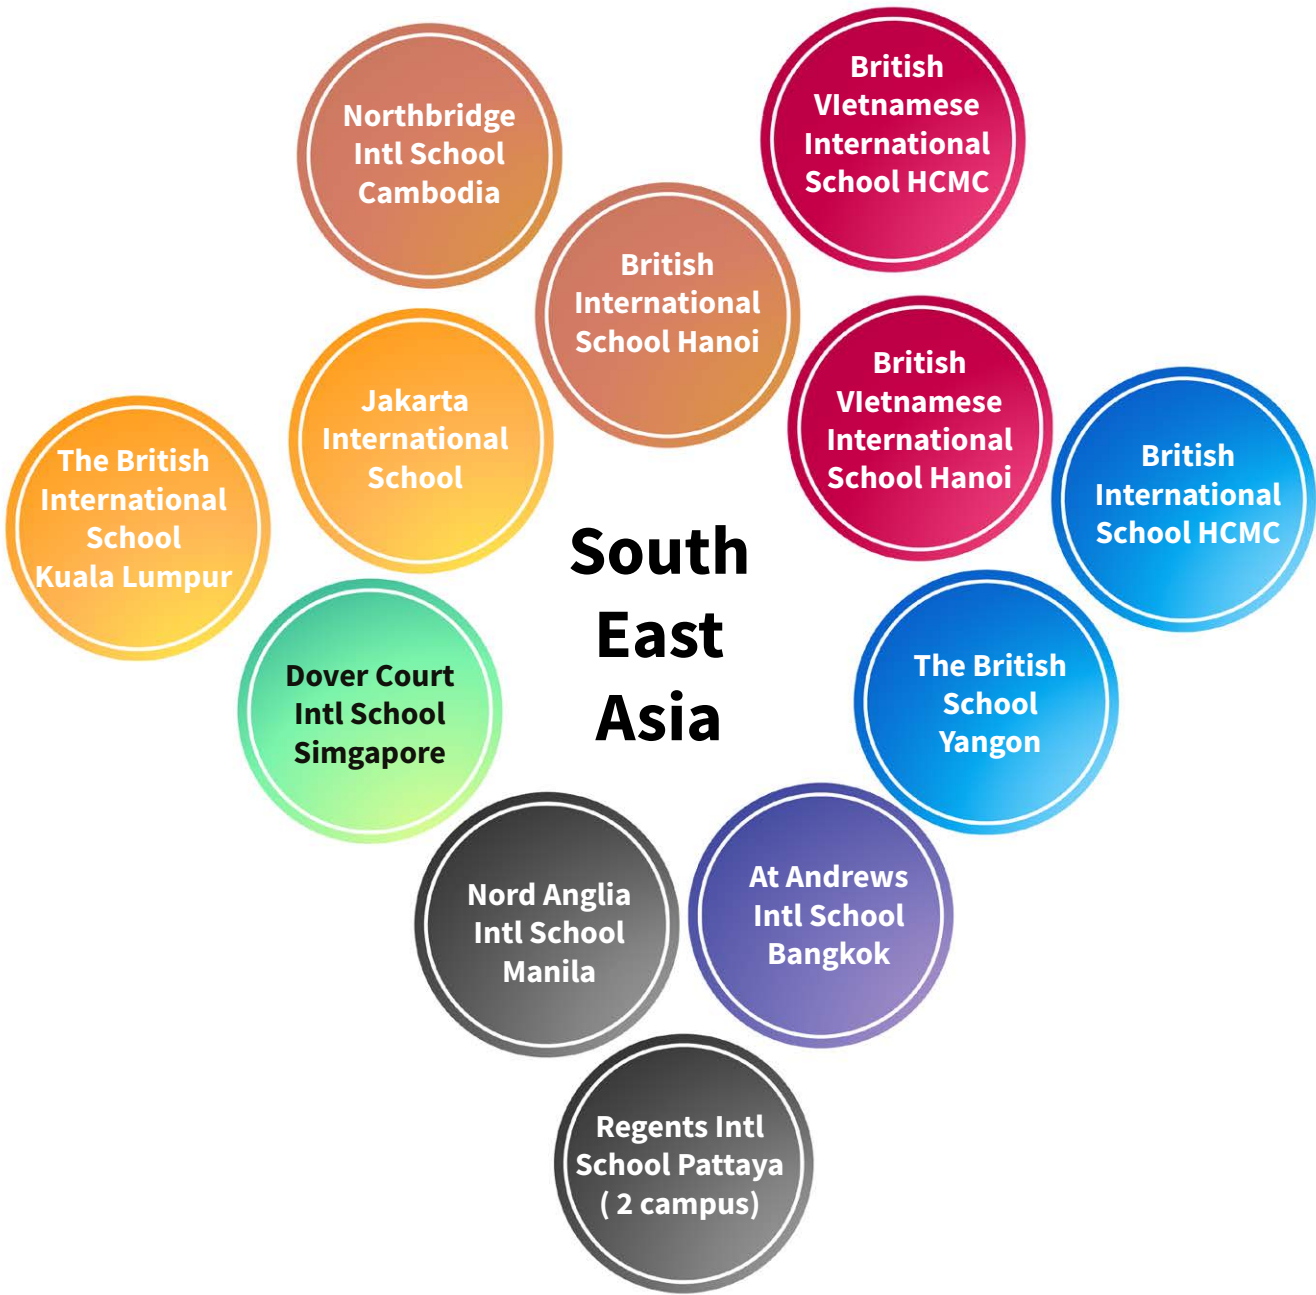 British
VIetnamese
International
School HCMC
Northbridge
Intl School
Cambodia
British
International
School Hanoi
British
VIetnamese
International
School Hanoi
Jakarta
International
School
British
International
School HCMC
The British
International
School
Kuala Lumpur
South
East
Asia
Dover Court
Intl School
Simgapore
The British
School
Yangon
Nord Anglia
Intl School
Manila
At Andrews
Intl School
Bangkok
Regents Intl
School Pattaya
( 2 campus)